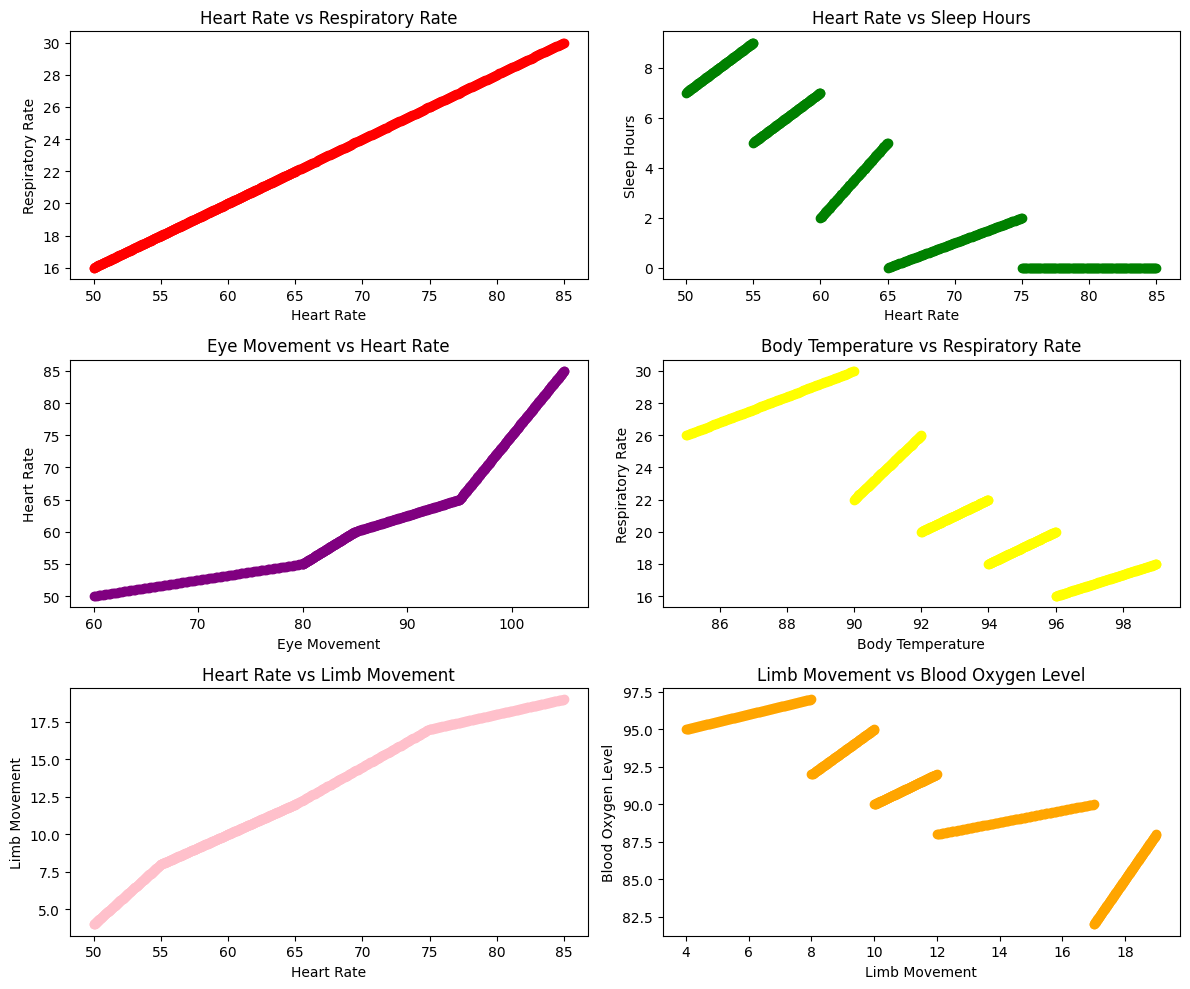 Heart Rate vs Respiratory Rate
Respiratory Rate
30
28
26
24
22
20
18
16
50 55 60 65 70 75 80 85
Heart Rate
Heart Rate vs Sleep Hours
Sleep Hours
8
6
4
2
0
50 55 60 65 70 75 80 85
Heart Rate
Eye Movement vs Heart Rate
Heart Rate
85
80
75
70
65
60
55
50
60 70 80 90 100
Eye Movement
Body Temperature vs Respiratory Rate
Respiratory Rate
30
28
26
24
22
20
18
16
86 88 90 92 94 96 98
Body Temperature
Heart Rate vs Limb Movement
Limb Movement
17.5
15.0
12.5
10.0
7.5
5.0
50 55 60 65 70 75 80 85
Heart Rate
Limb Movement vs Blood Oxygen Level
Blood Oxygen Level
97.5
95.0
92.5
90.0
87.5
85.0
82.5
4 6 8 10 12 14 16 18
Limb Movement